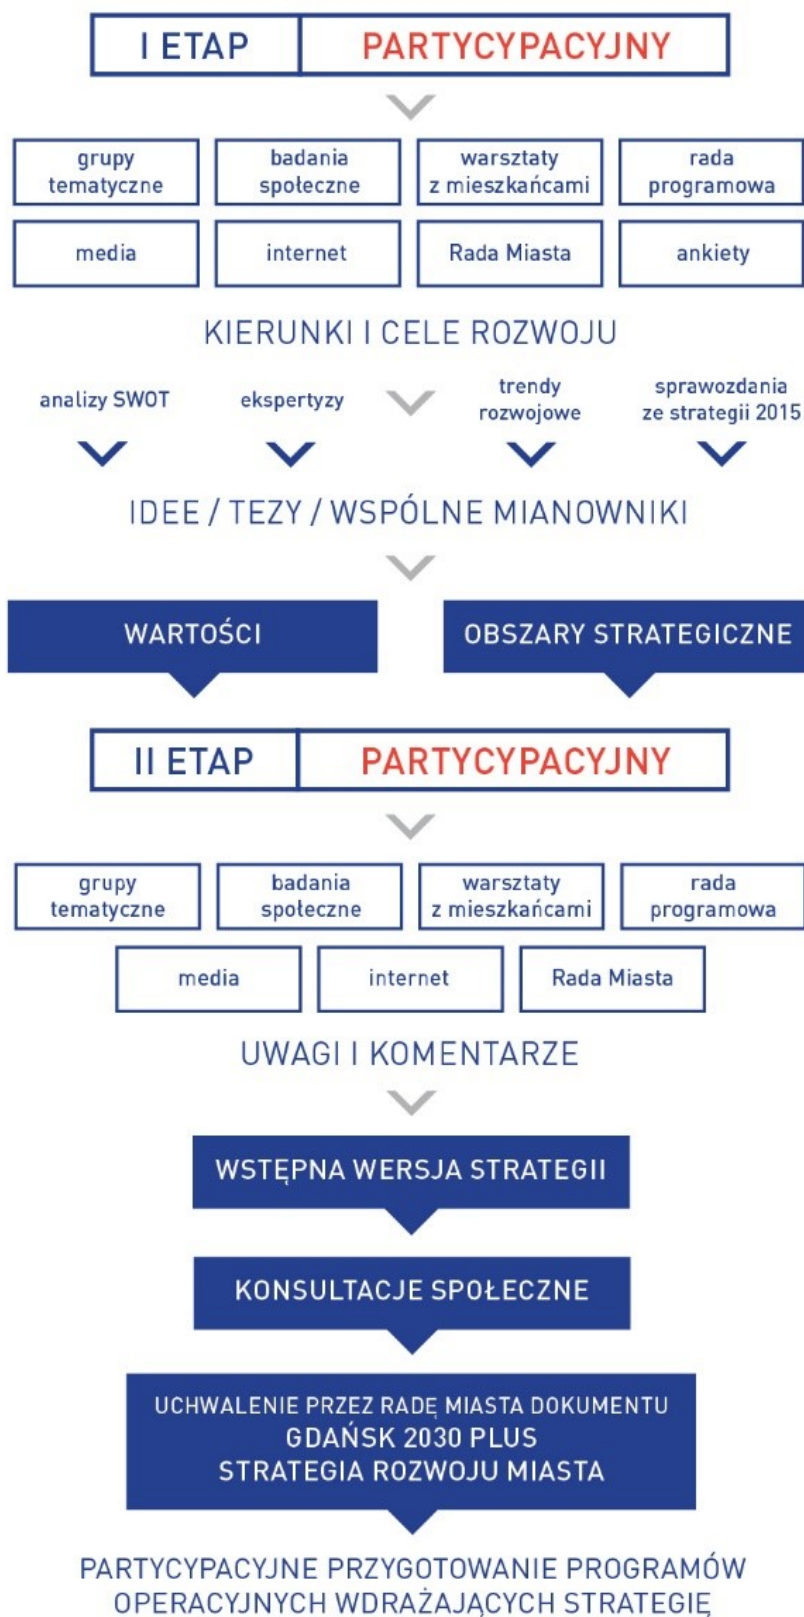 I ETAP PARTYCYPACYJNY
grupy tematyczne
badania społeczne
warsztaty z mieszkańcami
rada programowa
media
internet
Rada Miasta
ankiety
KIERUNKI I CELE ROZWOJU
analizy SWOT
ekspertyzy
trendy rozwojowe
sprawozdania ze strategii 2015
IDEE / TEZY / WSPÓLNE MIANOWNIKI
WARTOŚCI
OBSZARY STRATEGICZNE
II ETAP PARTYCYPACYJNY
grupy tematyczne
badania społeczne
warsztaty z mieszkańcami
rada programowa
media
internet
Rada Miasta
UWAGI I KOMENTARZE
WSTĘPNA WERSJA STRATEGII
KONSULTACJE SPOŁECZNE
UCHWALENIE PRZEZ RADĘ MIASTA DOKUMENTU
GDAŃSK 2030 PLUS
STRATEGIA ROZWOJU MIASTA
PARTYCYPACYJNE PRZYGOTOWANIE PROGRAMÓW
OPERACYJNYCH WDRAŻAJĄCYCH STRATEGIĘ